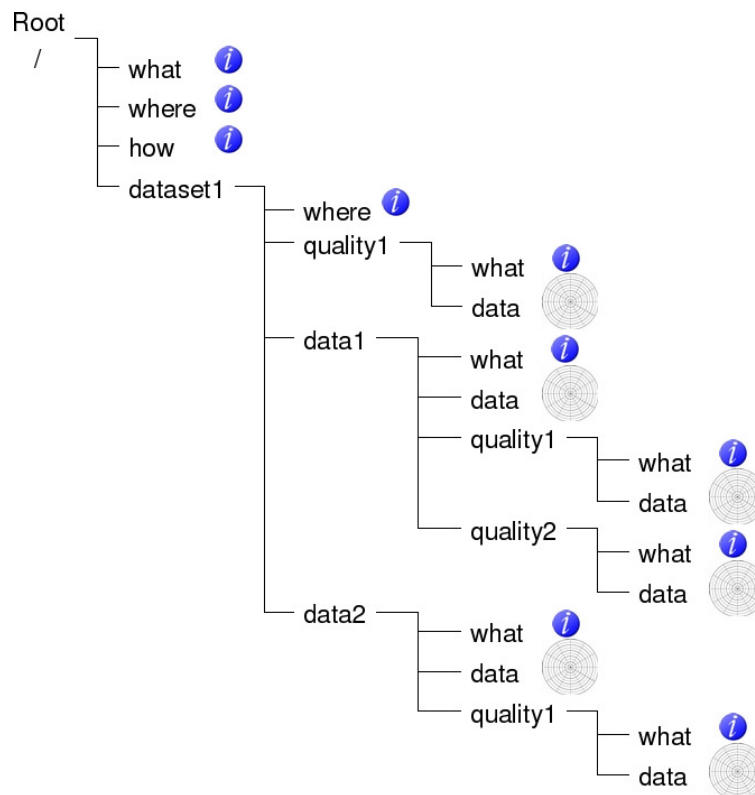 Root
/
what i
where i
how i
dataset1
where i
quality1
what i
data
data1
what i
data
quality1
what i
data
quality2
what i
data
data2
what i
data
quality1
what i
data